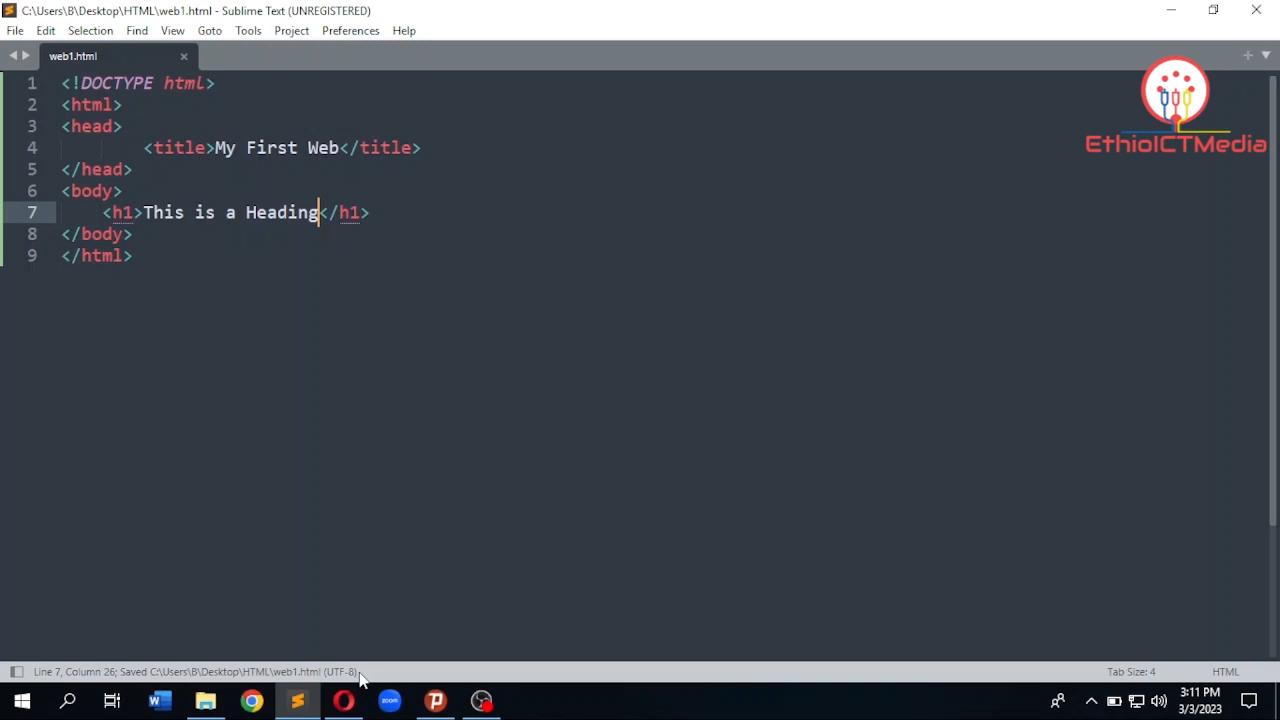 C:\Users\B\Desktop\HTML\web1.html - Sublime Text (UNREGISTERED)
File Edit Selection Find View Goto Tools Project Preferences Help
web1.html
EthioICTMedia
1 <!DOCTYPE html>
2 <html>
3 <head>
4 <title>My First Web</title>
5 </head>
6 <body>
7 <h1>This is a Heading</h1>
8 </body>
9 </html>
Line 7, Column 26; Saved C:\Users\B\Desktop\HTML\web1.html (UTF-8) Tab Size: 4 HTML
W zoom P 3:11 PM
3/3/2023